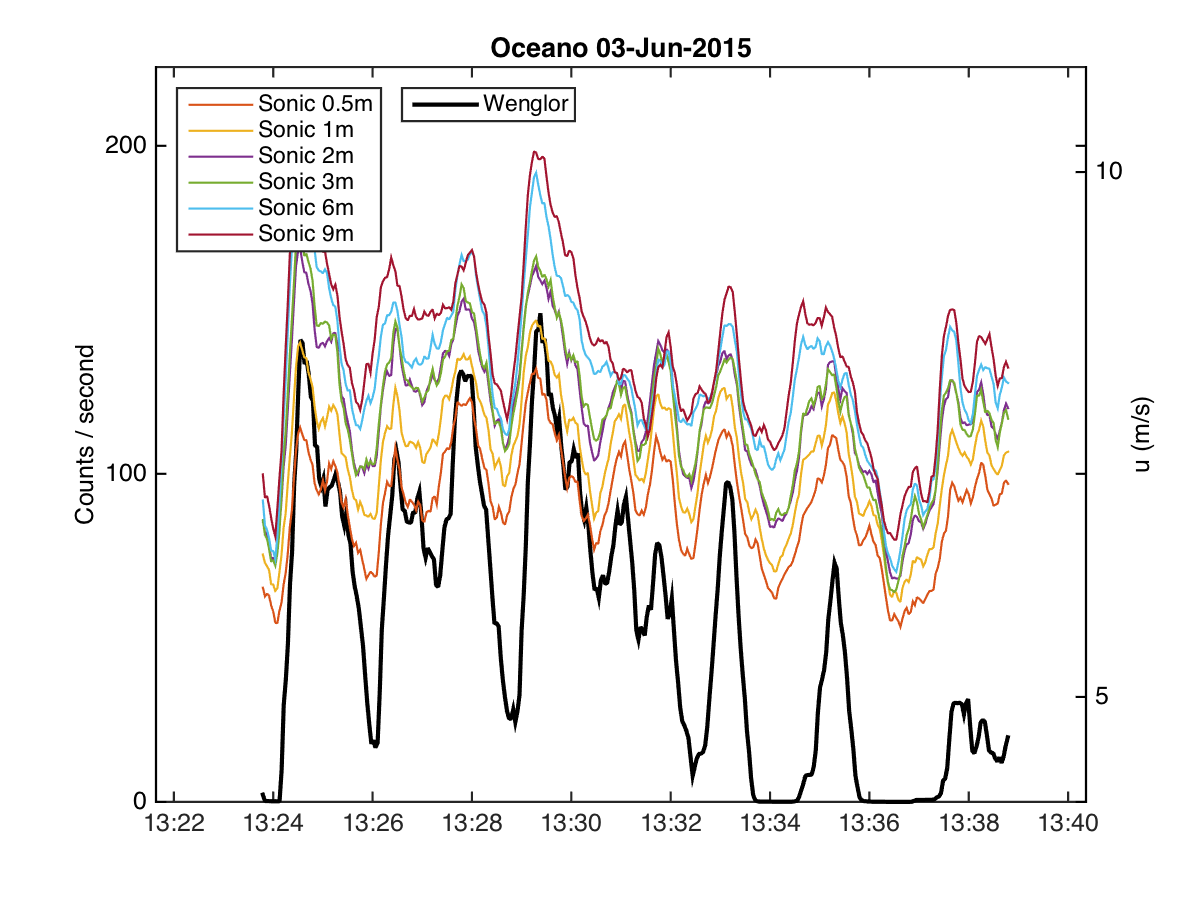 Oceano 03-Jun-2015
Sonic 0.5m
Sonic 1m
Sonic 2m
Sonic 3m
Sonic 6m
Sonic 9m
Wenglor
Counts / second
200
100
0
u (m/s)
10
5
13:22 13:24 13:26 13:28 13:30 13:32 13:34 13:36 13:38 13:40